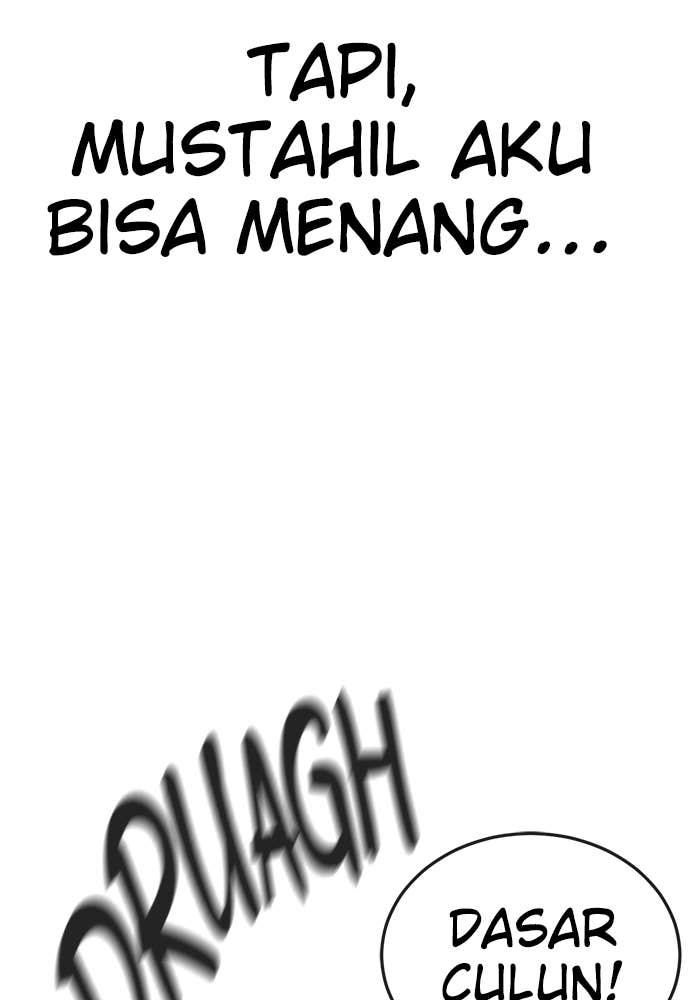 TAPI,
MUSTAHIL AKU
BISA MENANG...
DRUAGH
DASAR
CULUN!